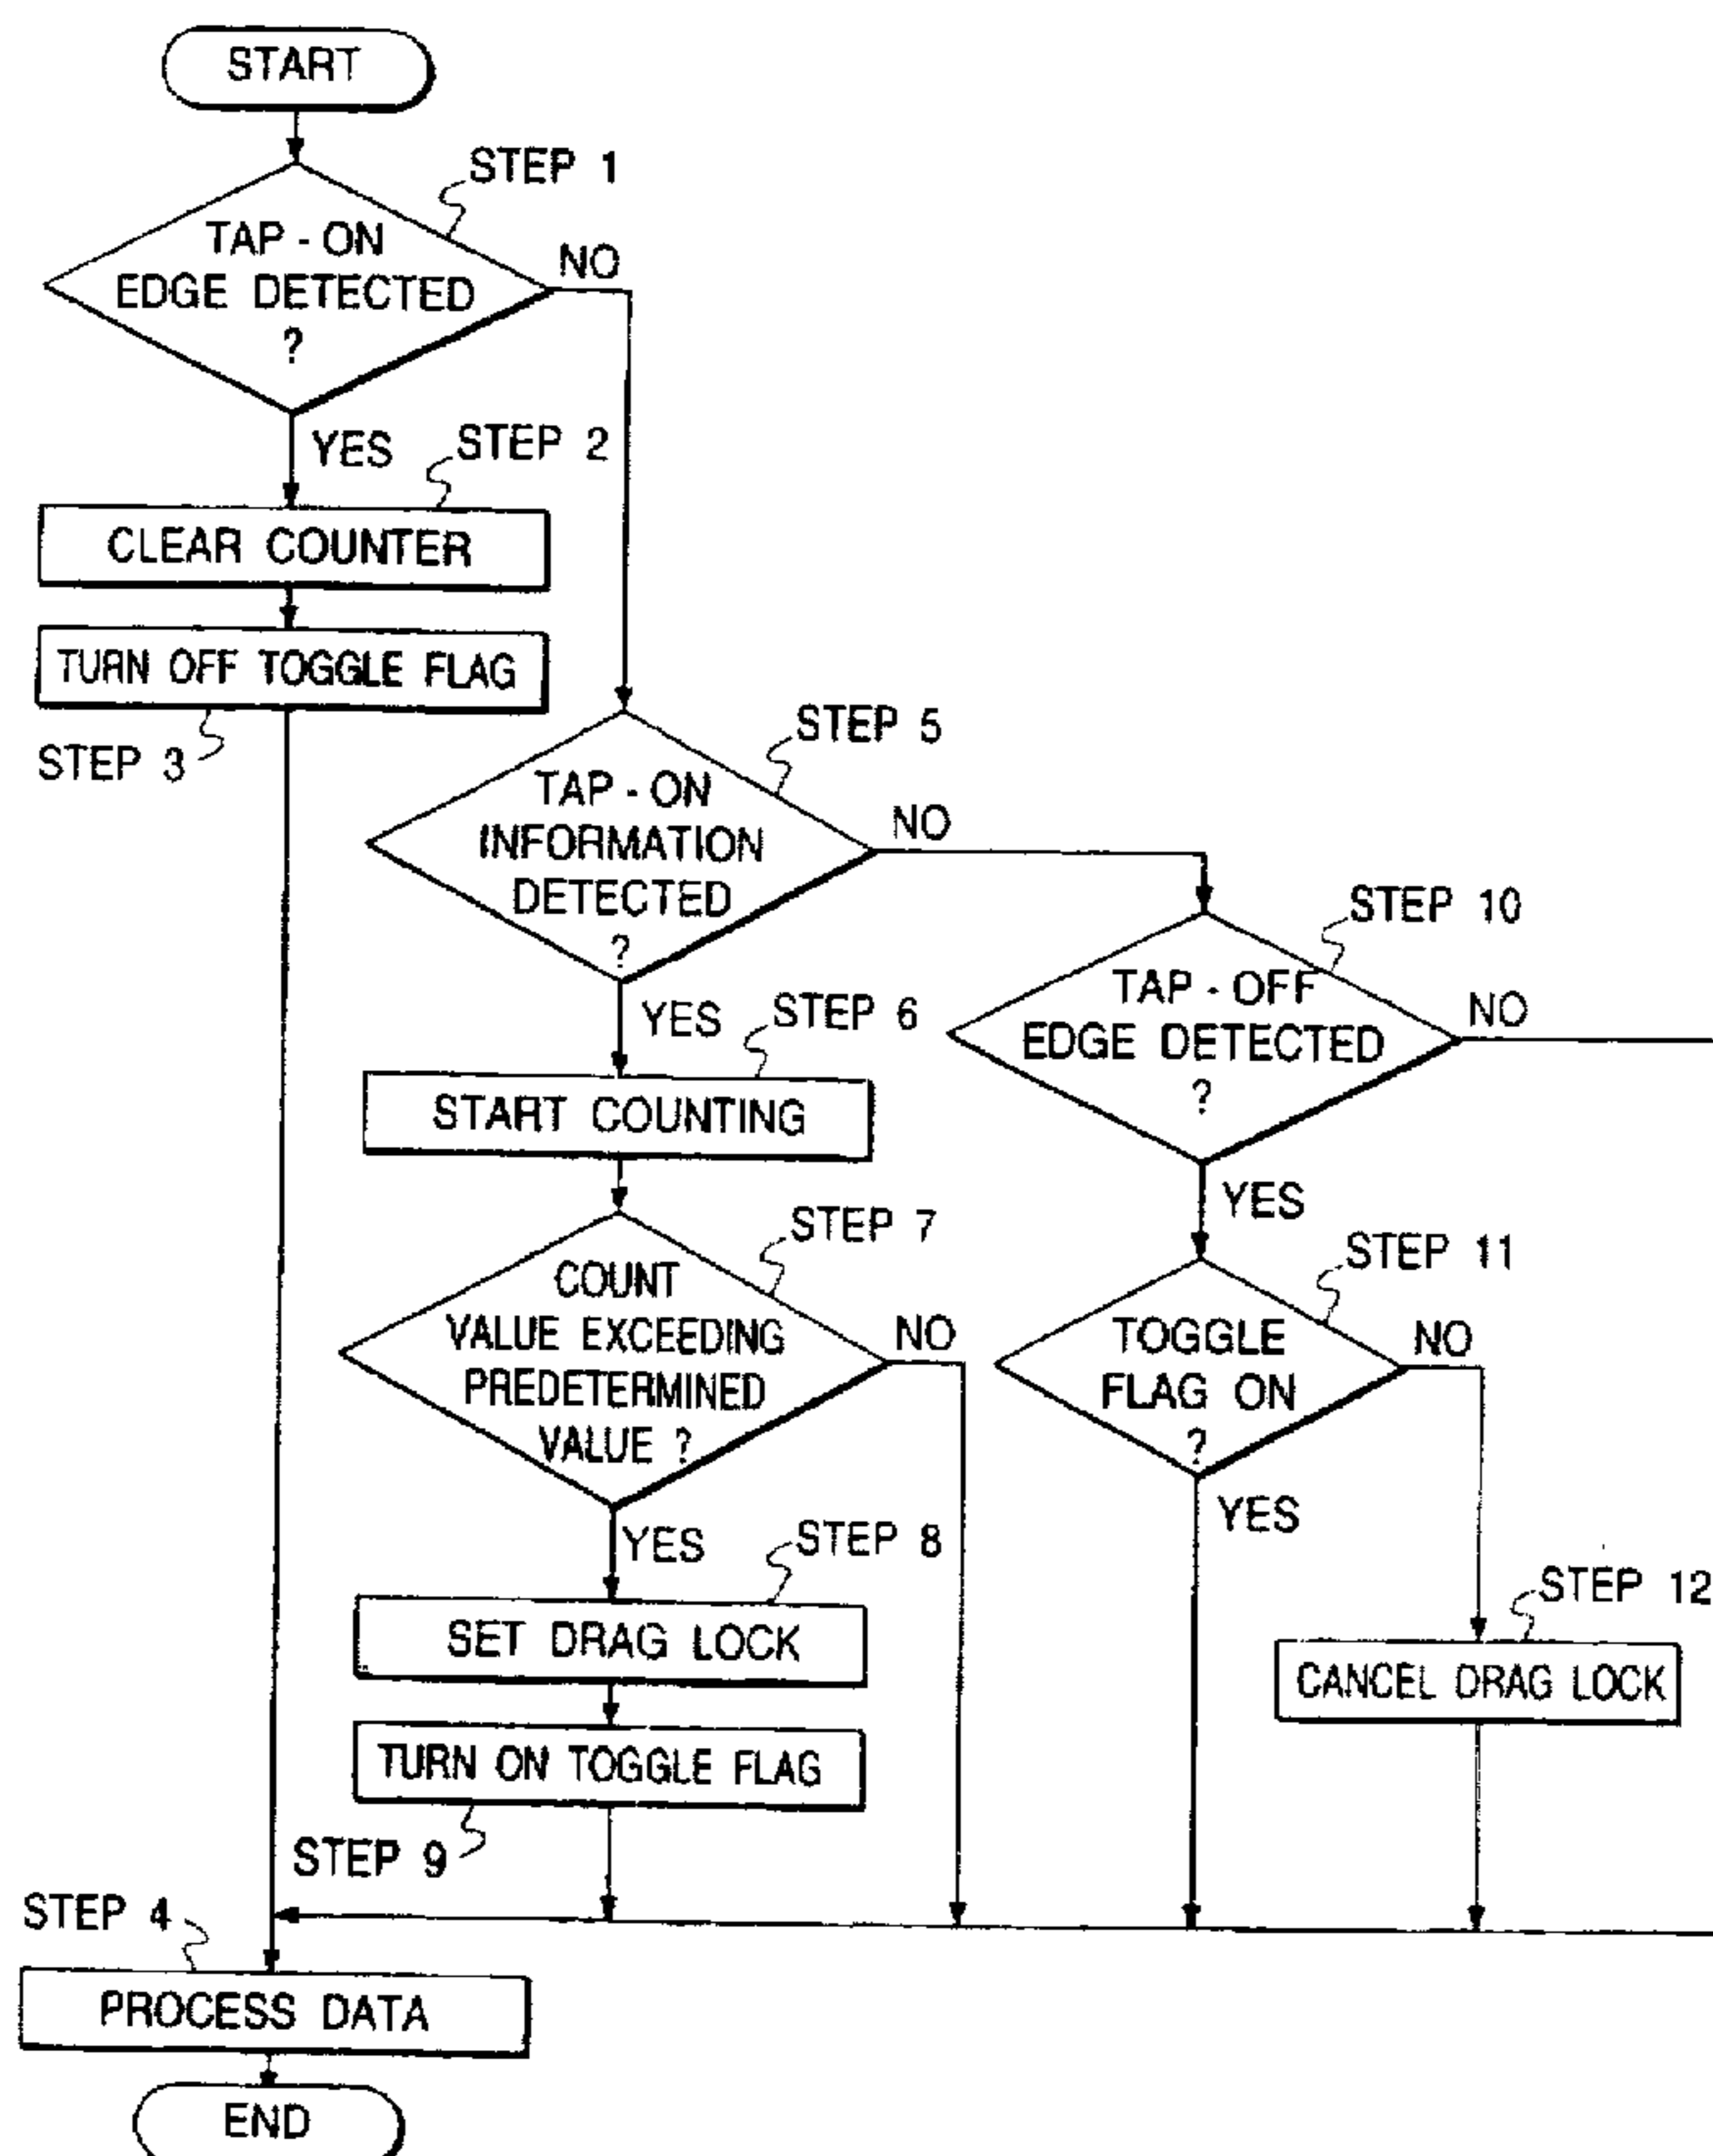 START
STEP 1
TAP - ON
EDGE DETECTED
?
NO
YES
STEP 2
CLEAR COUNTER
TURN OFF TOGGLE FLAG
STEP 3
STEP 5
TAP - ON
INFORMATION
DETECTED
?
NO
YES
STEP 6
START COUNTING
STEP 7
COUNT
VALUE EXCEEDING
PREDETERMINED
VALUE ?
NO
YES
STEP 8
SET DRAG LOCK
TURN ON TOGGLE FLAG
STEP 9
STEP 10
TAP - OFF
EDGE DETECTED
?
NO
YES
STEP 11
TOGGLE
FLAG ON
?
NO
YES
STEP 12
CANCEL DRAG LOCK
STEP 4
PROCESS DATA
END